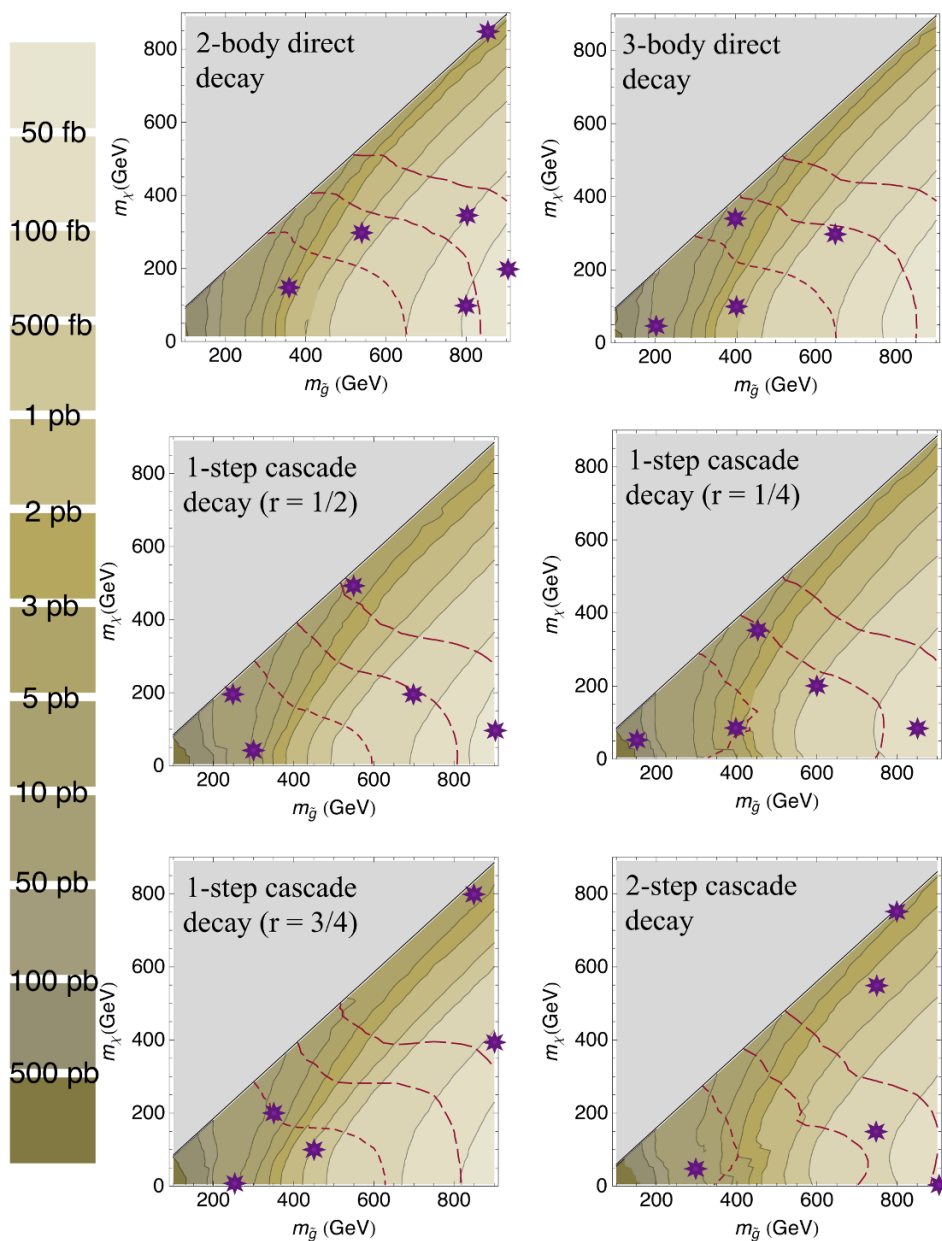 50 fb
100 fb
500 fb
1 pb
2 pb
3 pb
5 pb
10 pb
50 pb
100 pb
500 pb
2-body direct
decay
800
600
400
200
0
mχ(GeV)
200 400 600 800
m_g̃ (GeV)
3-body direct
decay
800
600
400
200
0
mχ(GeV)
200 400 600 800
m_g̃ (GeV)
1-step cascade
decay (r = 1/2)
800
600
400
200
0
mχ(GeV)
200 400 600 800
m_g̃ (GeV)
1-step cascade
decay (r = 1/4)
800
600
400
200
0
mχ(GeV)
200 400 600 800
m_g̃ (GeV)
1-step cascade
decay (r = 3/4)
800
600
400
200
0
mχ(GeV)
200 400 600 800
m_g̃ (GeV)
2-step cascade
decay
800
600
400
200
0
mχ(GeV)
200 400 600 800
m_g̃ (GeV)